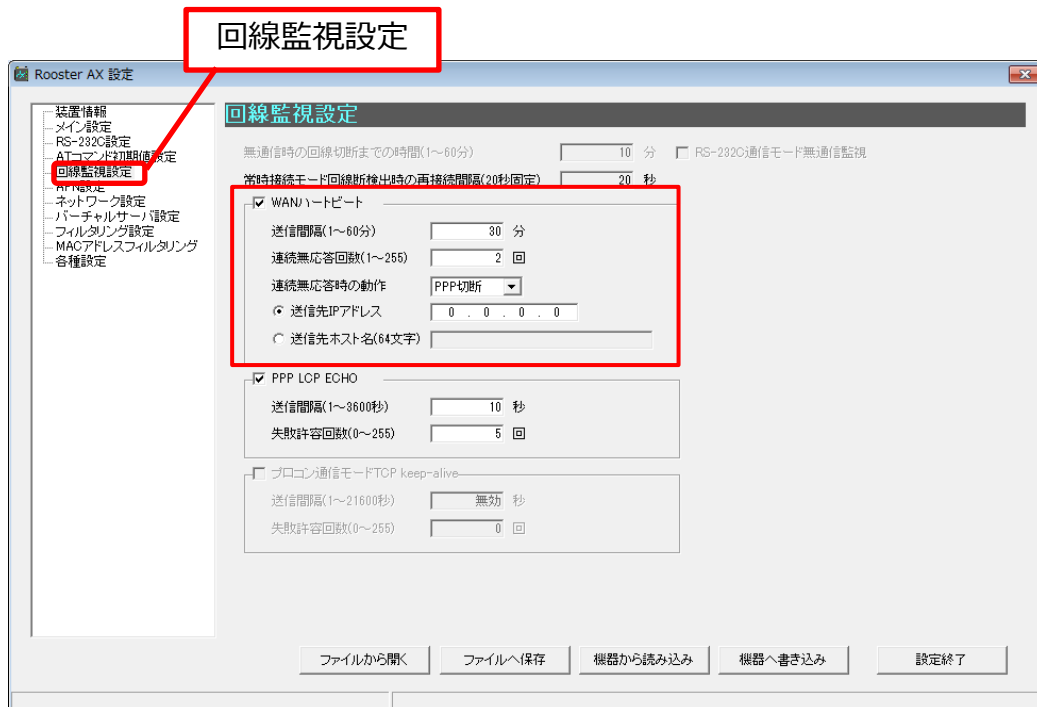 回線監視設定
Rooster AX 設定
装置情報
メイン設定
RS-232C設定
ATコマンド初期値設定
回線監視設定
APN設定
ネットワーク設定
バーチャルサーバ設定
フィルタリング設定
MACアドレスフィルタリング
各種設定
回線監視設定
無通信時の回線切断までの時間(1～60分) 10 分 RS-232C通信モード無通信監視
常時接続モード回線断検出時の再接続間隔(20秒固定) 20 秒
WANハートビート
送信間隔(1～60分) 30 分
連続無応答回数(1～255) 2 回
連続無応答時の動作 PPP切断
送信先IPアドレス 0 . 0 . 0 . 0
送信先ホスト名(64文字)
PPP LCP ECHO
送信間隔(1～3600秒) 10 秒
失敗許容回数(0～255) 5 回
プロコン通信モードTCP keep-alive
送信間隔(1～21600秒) 無効 秒
失敗許容回数(0～255) 0 回
ファイルから開く ファイルへ保存 機器から読み込み 機器へ書き込み 設定終了